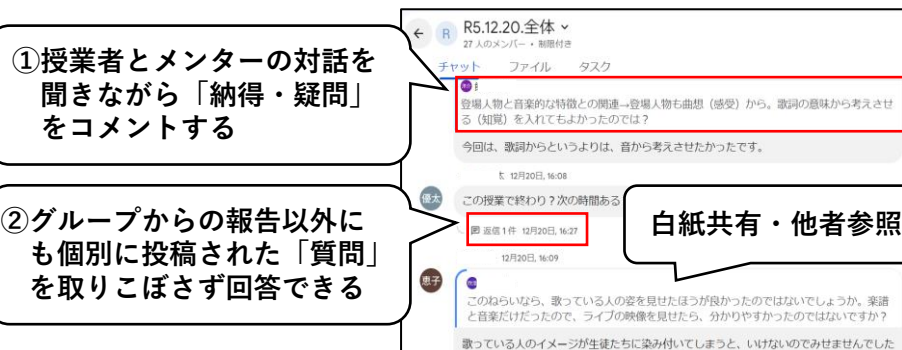 ①授業者とメンターの対話を
聞きながら「納得・疑問」
をコメントする
②グループからの報告以外に
も個別に投稿された「質問」
を取りこぼさず回答できる
R
R5.12.20.全体
27 人のメンバー・制限付き
チャット ファイル タスク
登場人物と音楽的な特徴との関連→登場人物も曲想（感受）から。歌詞の意味から考えさせ
る（知覚）を入れてもよかったのでは？
今回は、歌詞からというよりは、音から考えさせたかったです。
12月20日, 16:08
優太
この授業で終わり？次の時間ある
返信 1 件 12月20日, 16:27
白紙共有・他者参照
12月20日, 16:09
恵子
このねらいなら、歌っている人の姿を見せたほうが良かったのではないでしょうか。楽譜
と音楽だけだったので、ライブの映像を見せたら、分かりやすかったのではないですか？
歌っている人のイメージが生徒たちに染み付いてしまうと、いけないのでみせませんでした